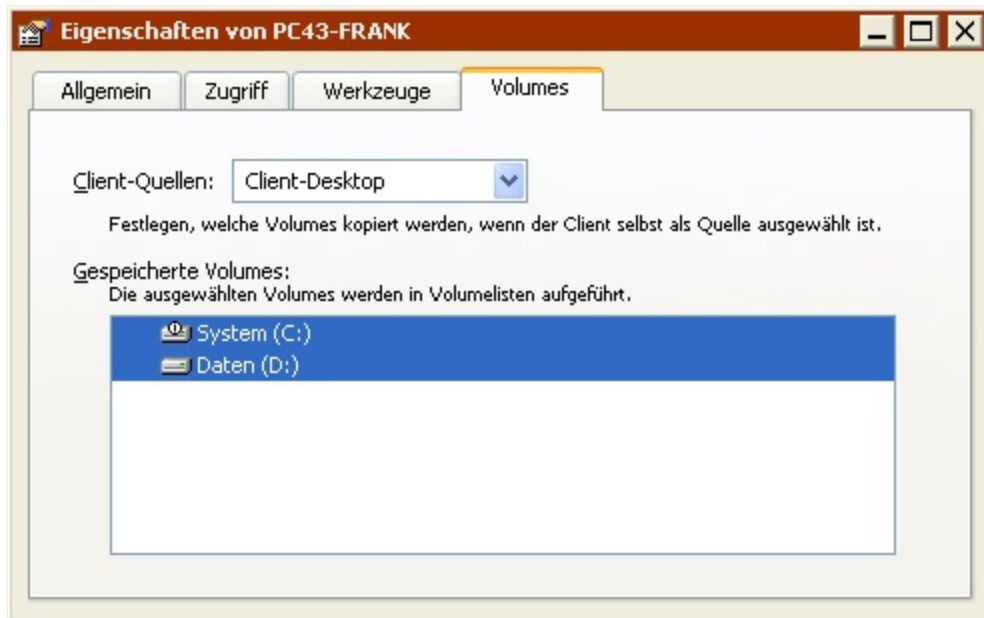 Eigenschaften von PC43-FRANK
Allgemein Zugriff Werkzeuge Volumes
Client-Quellen: Client-Desktop
Festlegen, welche Volumes kopiert werden, wenn der Client selbst als Quelle ausgewählt ist.
Gespeicherte Volumes:
Die ausgewählten Volumes werden in Volumelisten aufgeführt.
System (C:)
Daten (D:)